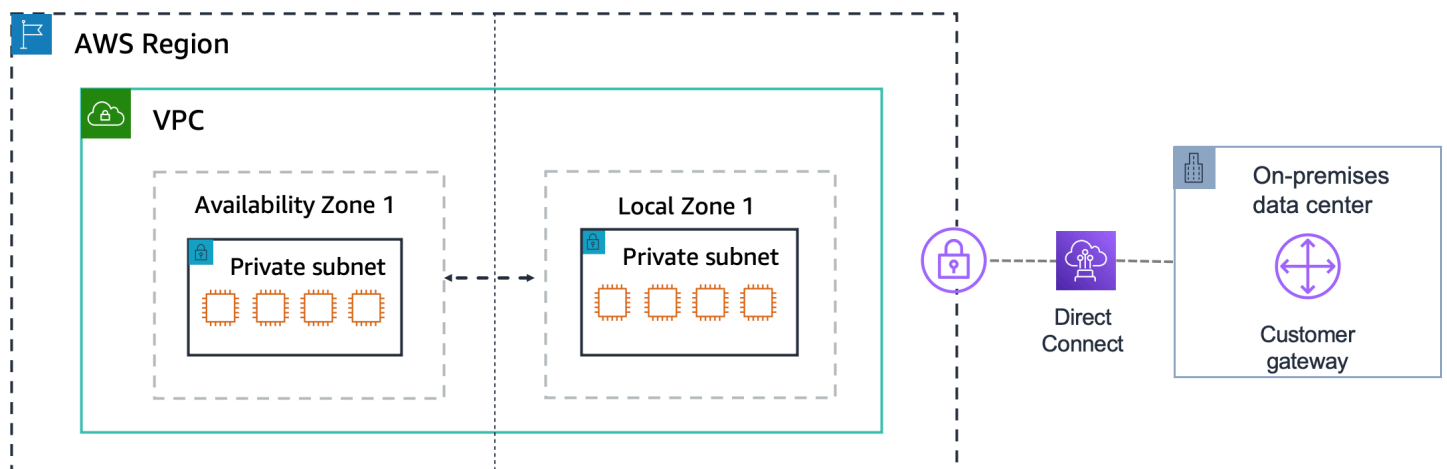 AWS Region
VPC
Availability Zone 1
Private subnet
Local Zone 1
Private subnet
Direct
Connect
On-premises
data center
Customer
gateway